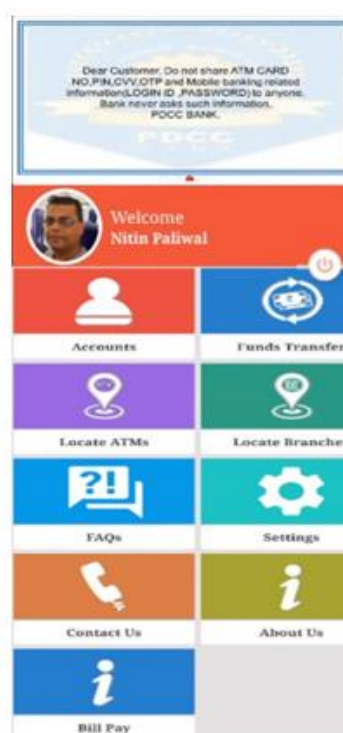 Dear Customer, Do not share ATM CARD
NO,PIN,CVV,OTP and Mobile banking related
information(LOGIN ID ,PASSWORD) to anyone.
Bank never asks such information.
PDCC BANK.
PDCC
Welcome
Nitin Paliwal
Accounts
Funds Transfer
Locate ATMs
Locate Branche
?!
FAQs
Settings
Contact Us
About Us
Bill Pay